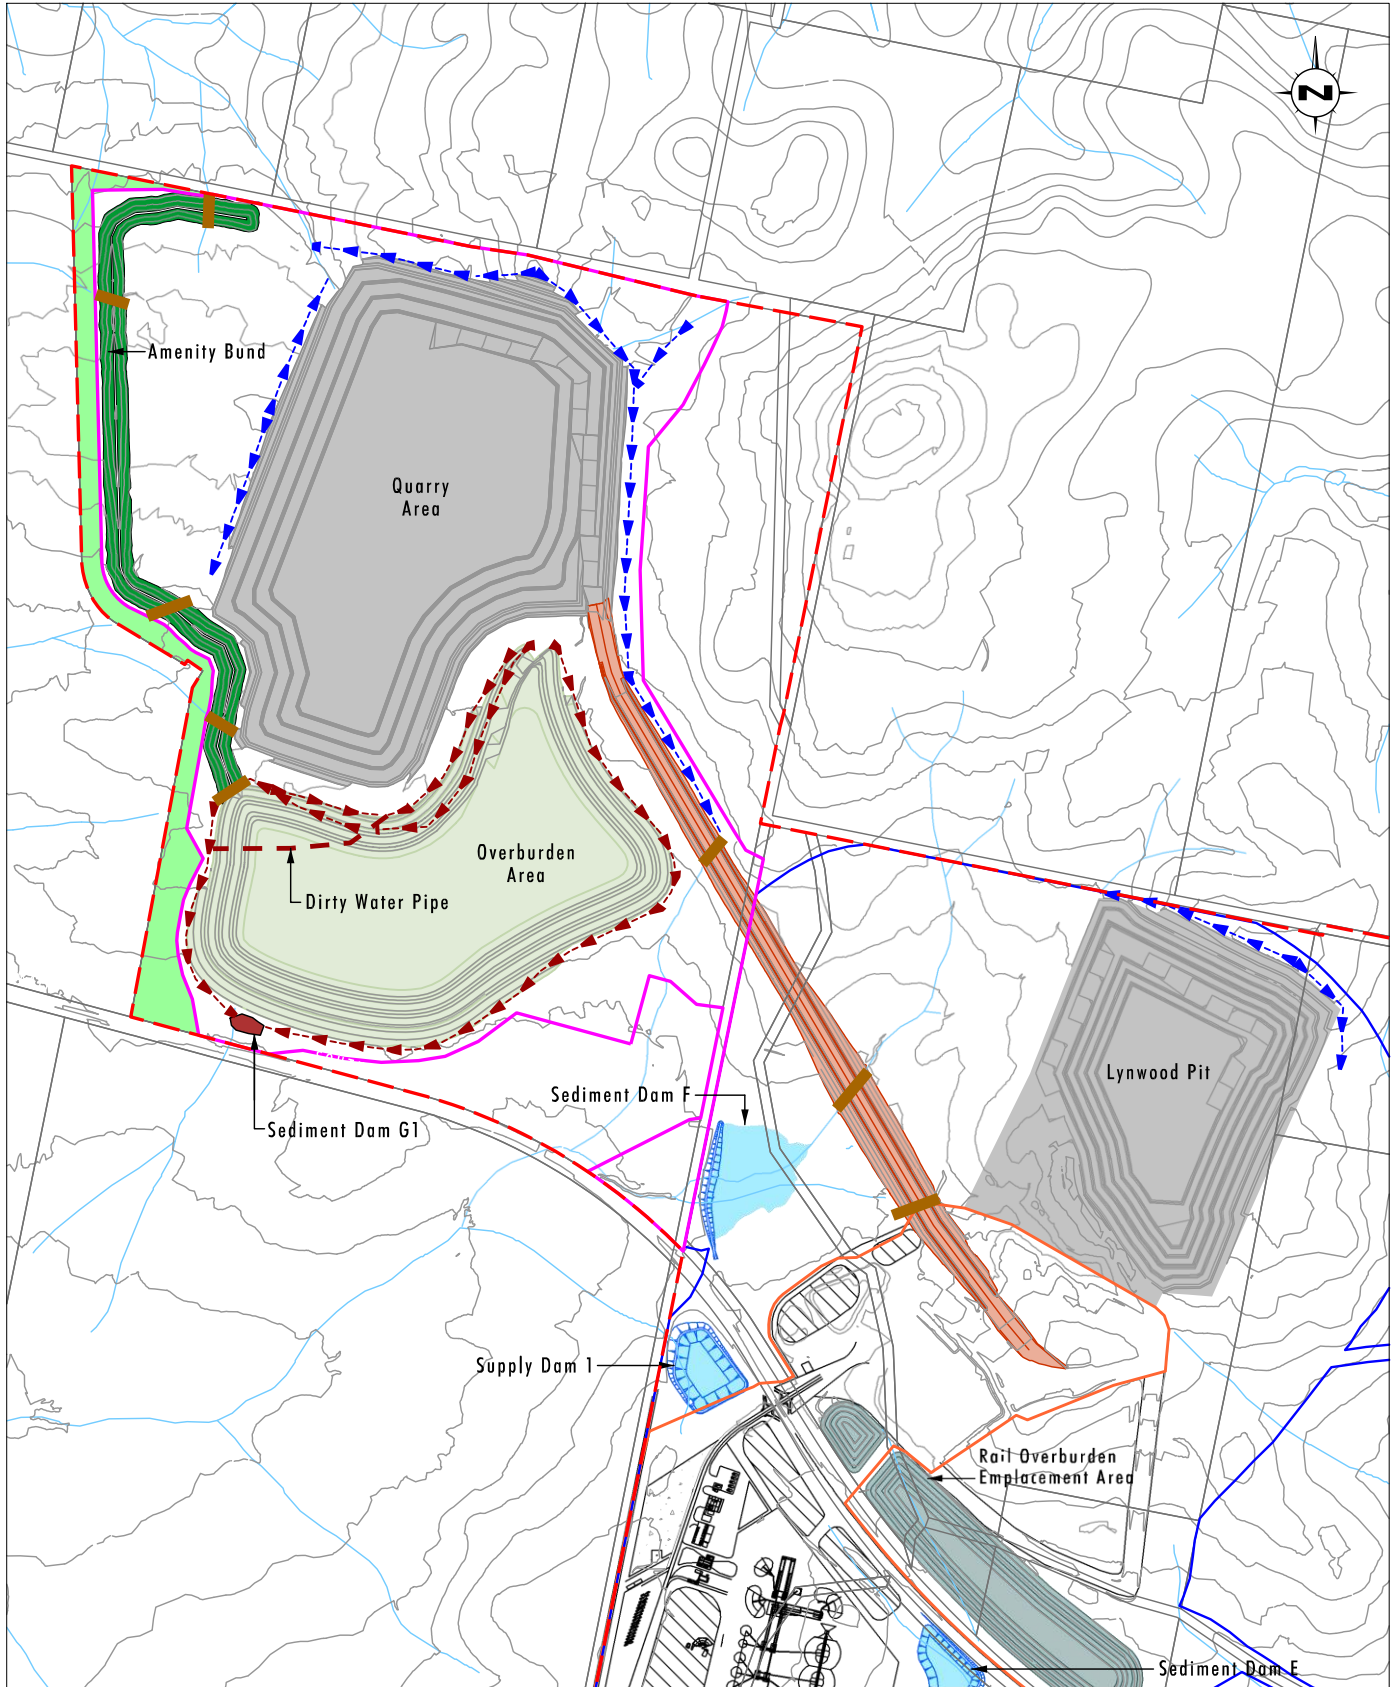 N
Amenity Bund
Quarry
Area
Overburden
Area
Dirty Water Pipe
Lynwood Pit
Sediment Dam F
Sediment Dam G1
Supply Dam 1
Rail Overburden
Emplacement Area
Sediment Dam E